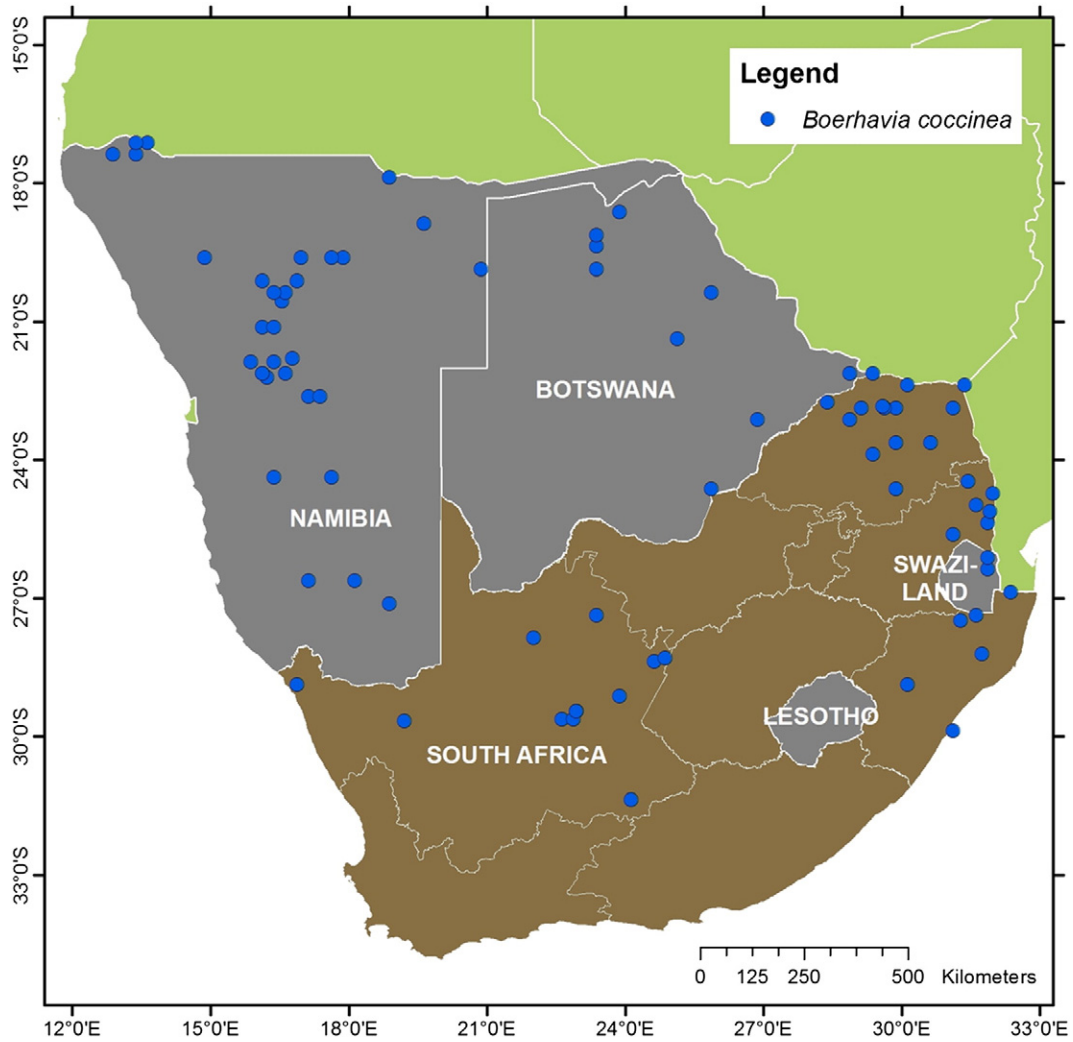 Legend
Boerhavia coccinea
15°0'S
18°0'S
21°0'S
24°0'S
27°0'S
30°0'S
33°0'S
BOTSWANA
NAMIBIA
SWAZI-
LAND
LESOTHO
SOUTH AFRICA
0 125 250 500 Kilometers
12°0'E 15°0'E 18°0'E 21°0'E 24°0'E 27°0'E 30°0'E 33°0'E